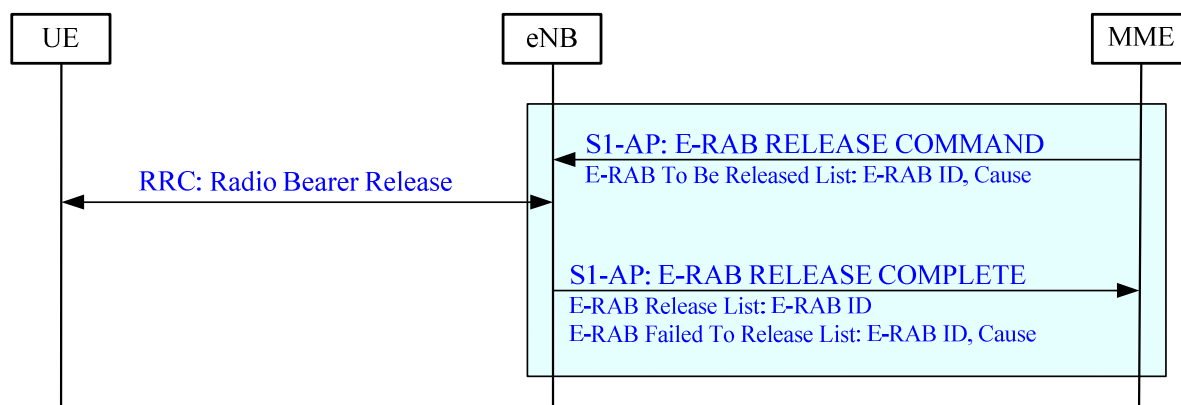 UE
eNB
MME
S1-AP: E-RAB RELEASE COMMAND
E-RAB To Be Released List: E-RAB ID, Cause
RRC: Radio Bearer Release
S1-AP: E-RAB RELEASE COMPLETE
E-RAB Release List: E-RAB ID
E-RAB Failed To Release List: E-RAB ID, Cause